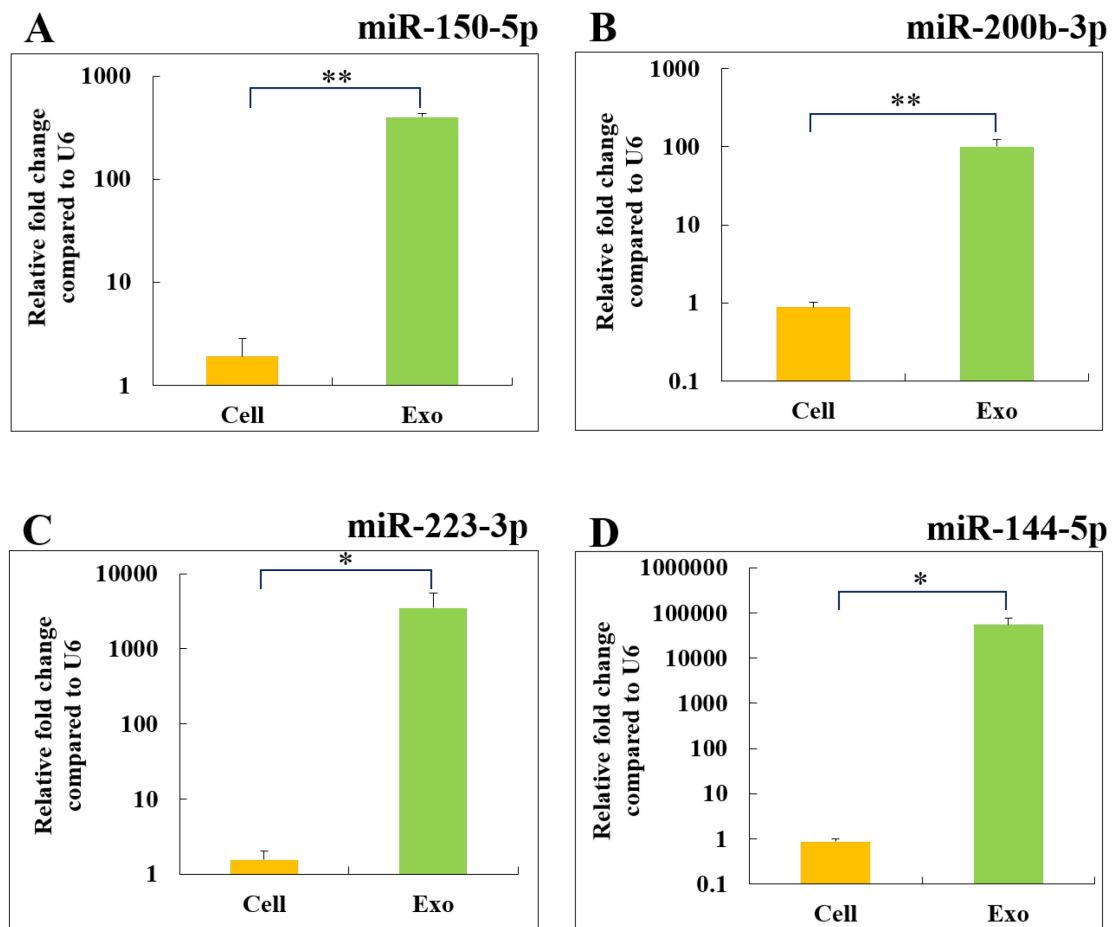 A
miR-150-5p
Relative fold change
compared to U6
1000
100
10
1
**
Cell
Exo
B
miR-200b-3p
Relative fold change
compared to U6
1000
100
10
1
0.1
**
Cell
Exo
C
miR-223-3p
Relative fold change
compared to U6
10000
1000
100
10
1
*
Cell
Exo
D
miR-144-5p
Relative fold change
compared to U6
1000000
100000
10000
1000
100
10
1
0.1
*
Cell
Exo